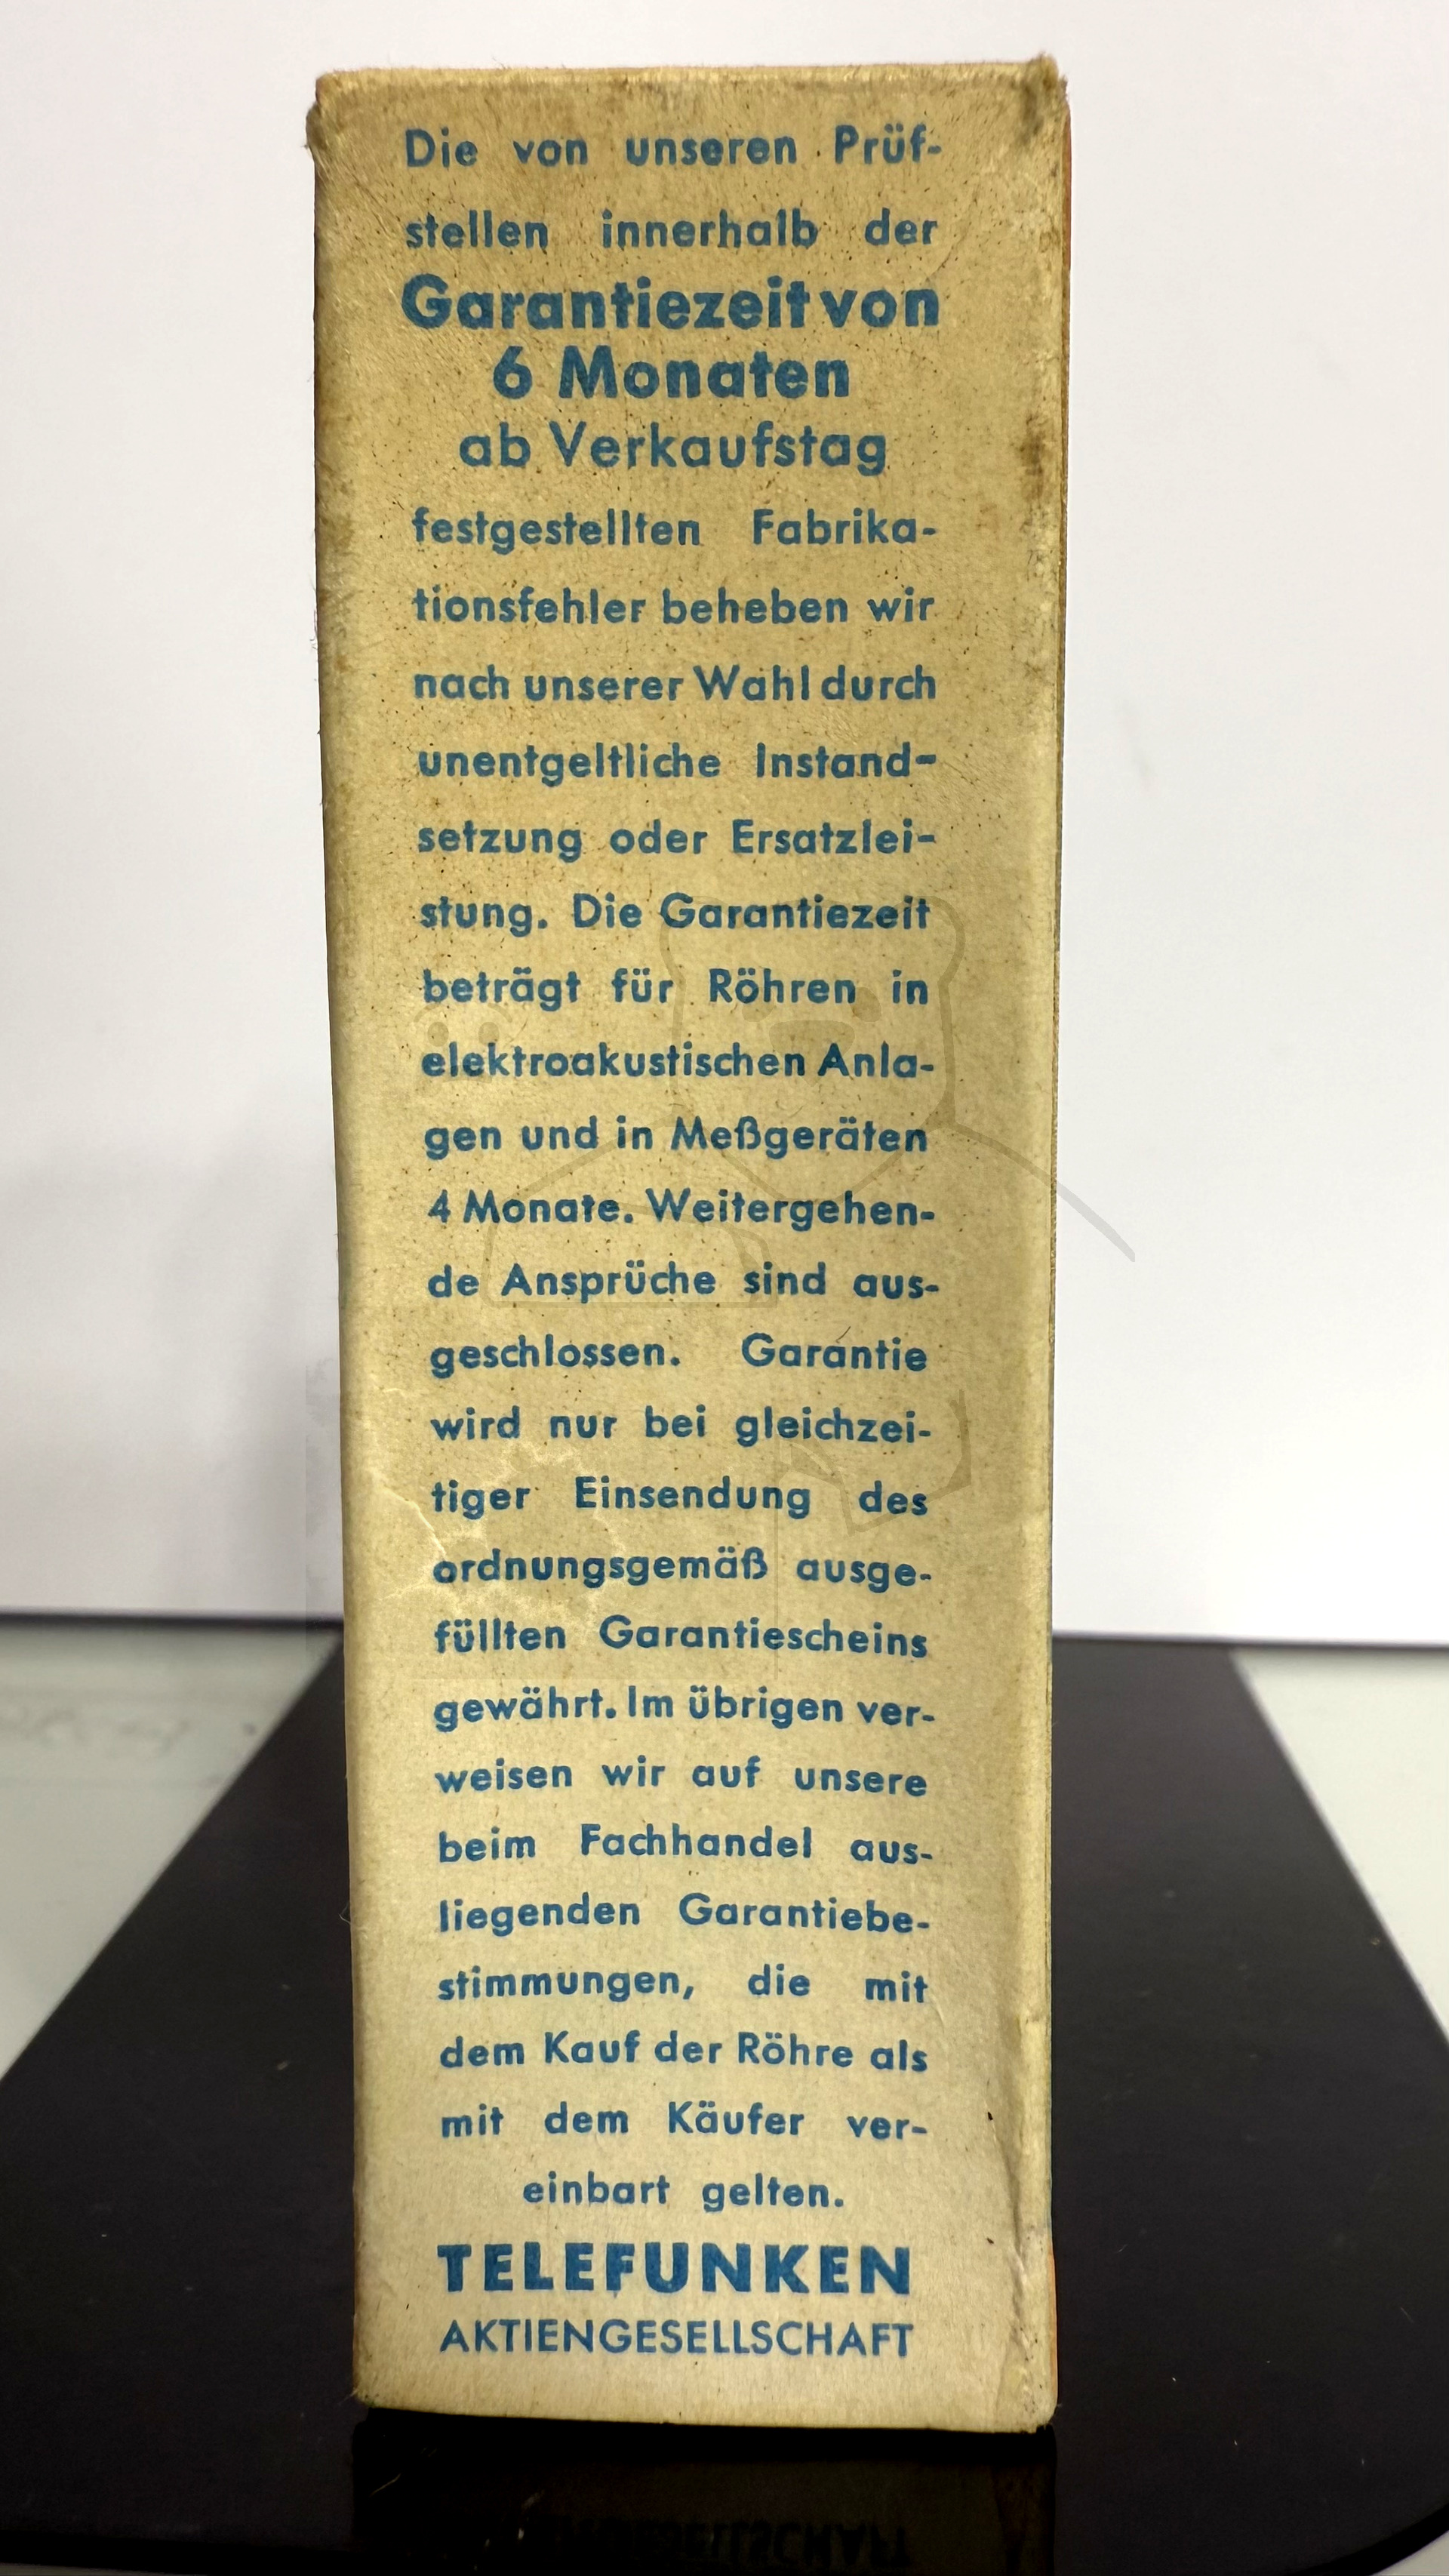 Die von unseren Prüf-
stellen innerhalb der
Garantiezeit von
6 Monaten
ab Verkaufstag
festgestellten Fabrika-
tionsfehler beheben wir
nach unserer Wahl durch
unentgeltliche Instand-
setzung oder Ersatzlei-
stung. Die Garantiezeit
beträgt für Röhren in
elektroakustischen Anla-
gen und in Meßgeräten
4 Monate. Weitergehen-
de Ansprüche sind aus-
geschlossen. Garantie
wird nur bei gleichzei-
tiger Einsendung des
ordnungsgemäß ausge-
füllten Garantiescheins
gewährt. Im übrigen ver-
weisen wir auf unsere
beim Fachhandel aus-
liegenden Garantiebe-
stimmungen, die mit
dem Kauf der Röhre als
mit dem Käufer ver-
einbart gelten.
TELEFUNKEN
AKTIENGESELLSCHAFT